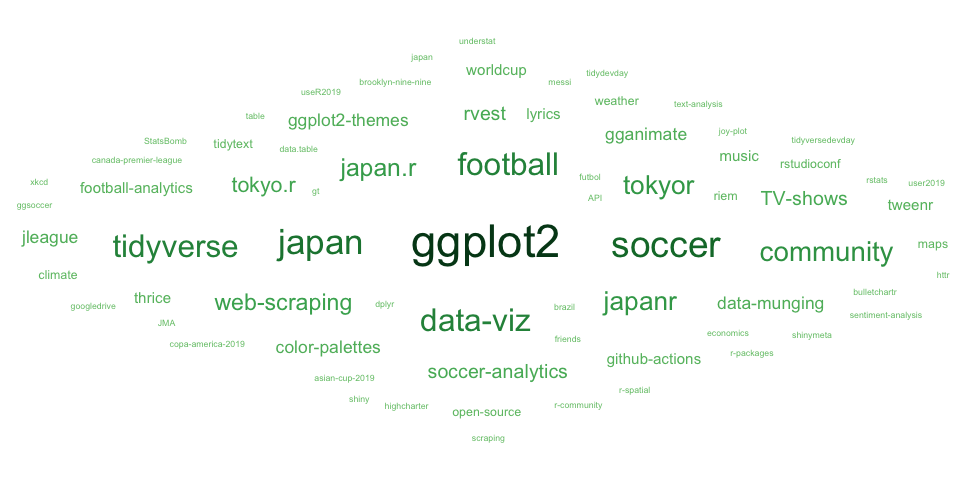 understat
japan
worldcup
brooklyn-nine-nine
messi
tidydevday
useR2019
weather
text-analysis
table
ggplot2-themes
rvest
lyrics
gganimate
joy-plot
StatsBomb
tidytext
data.table
tidyversedevday
canada-premier-league
japan.r
football
music
rstudioconf
xkcd
football-analytics
tokyo.r
gt
futbol
API
tokyor
riem
TV-shows
rstats
user2019
ggsoccer
tweenr
jleague
tidyverse
japan
ggplot2
soccer
community
maps
climate
httr
googledrive
thrice
web-scraping
dplyr
brazil
japanr
data-munging
bulletchartr
JMA
data-viz
sentiment-analysis
copa-america-2019
color-palettes
friends
economics
shinymeta
github-actions
r-packages
asian-cup-2019
soccer-analytics
r-spatial
shiny
highcharter
open-source
r-community
scraping